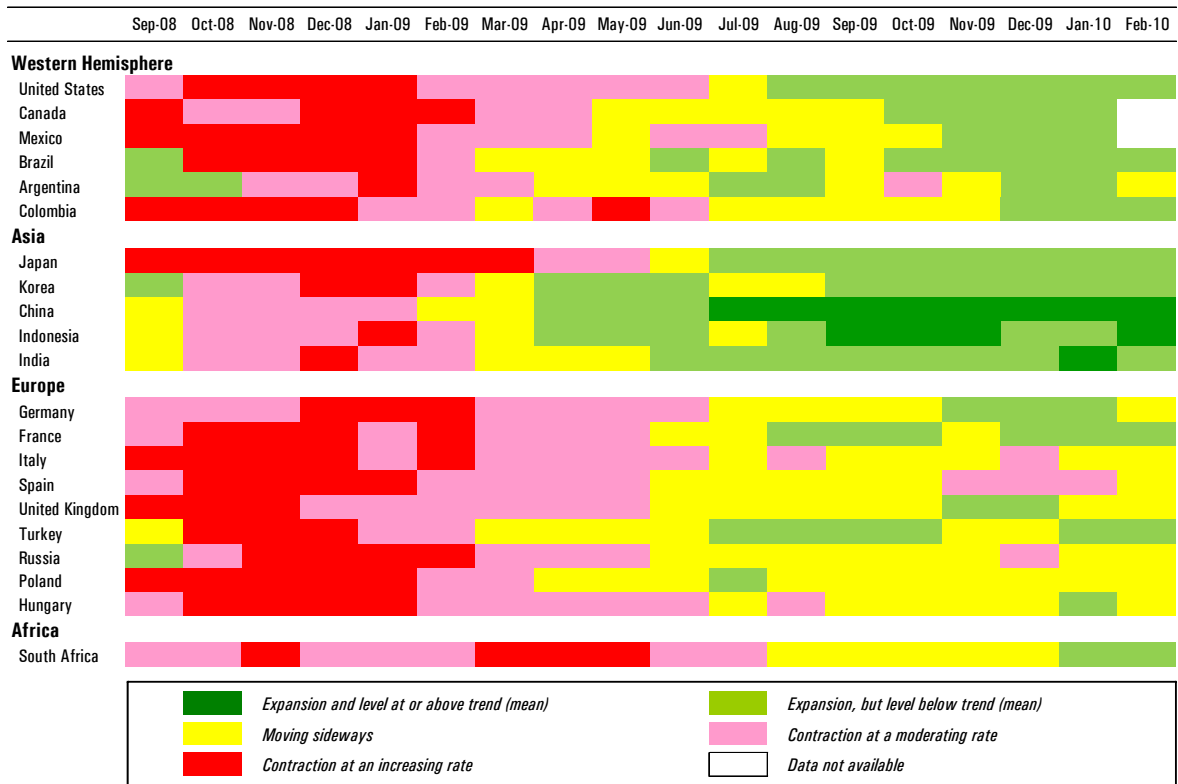 Sep-08 Oct-08 Nov-08 Dec-08 Jan-09 Feb-09 Mar-09 Apr-09 May-09 Jun-09 Jul-09 Aug-09 Sep-09 Oct-09 Nov-09 Dec-09 Jan-10 Feb-10
Western Hemisphere
United States
Canada
Mexico
Brazil
Argentina
Colombia
Asia
Japan
Korea
China
Indonesia
India
Europe
Germany
France
Italy
Spain
United Kingdom
Turkey
Russia
Poland
Hungary
Africa
South Africa
Expansion and level at or above trend (mean) Expansion, but level below trend (mean)
Moving sideways Contraction at a moderating rate
Contraction at an increasing rate Data not available